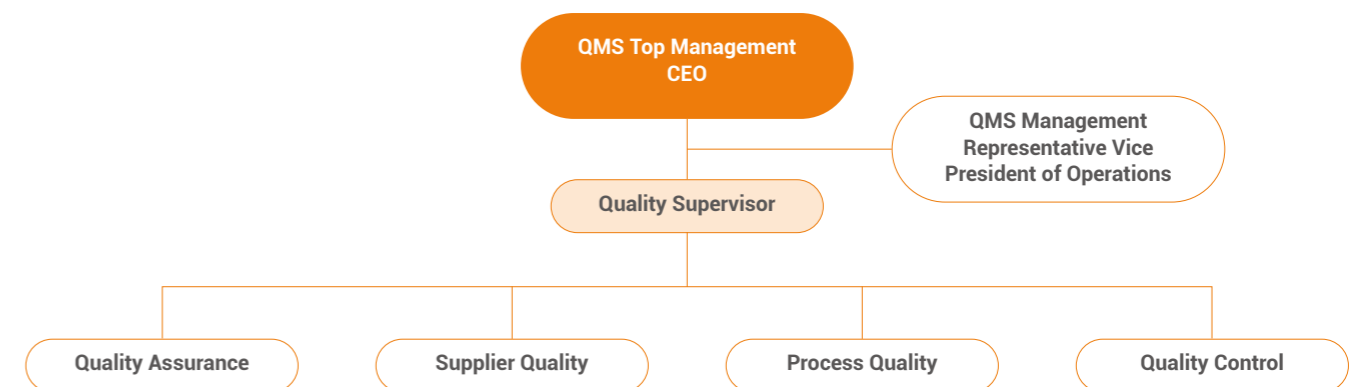 QMS Top Management
CEO
QMS Management
Representative Vice
President of Operations
Quality Supervisor
Quality Assurance
Supplier Quality
Process Quality
Quality Control